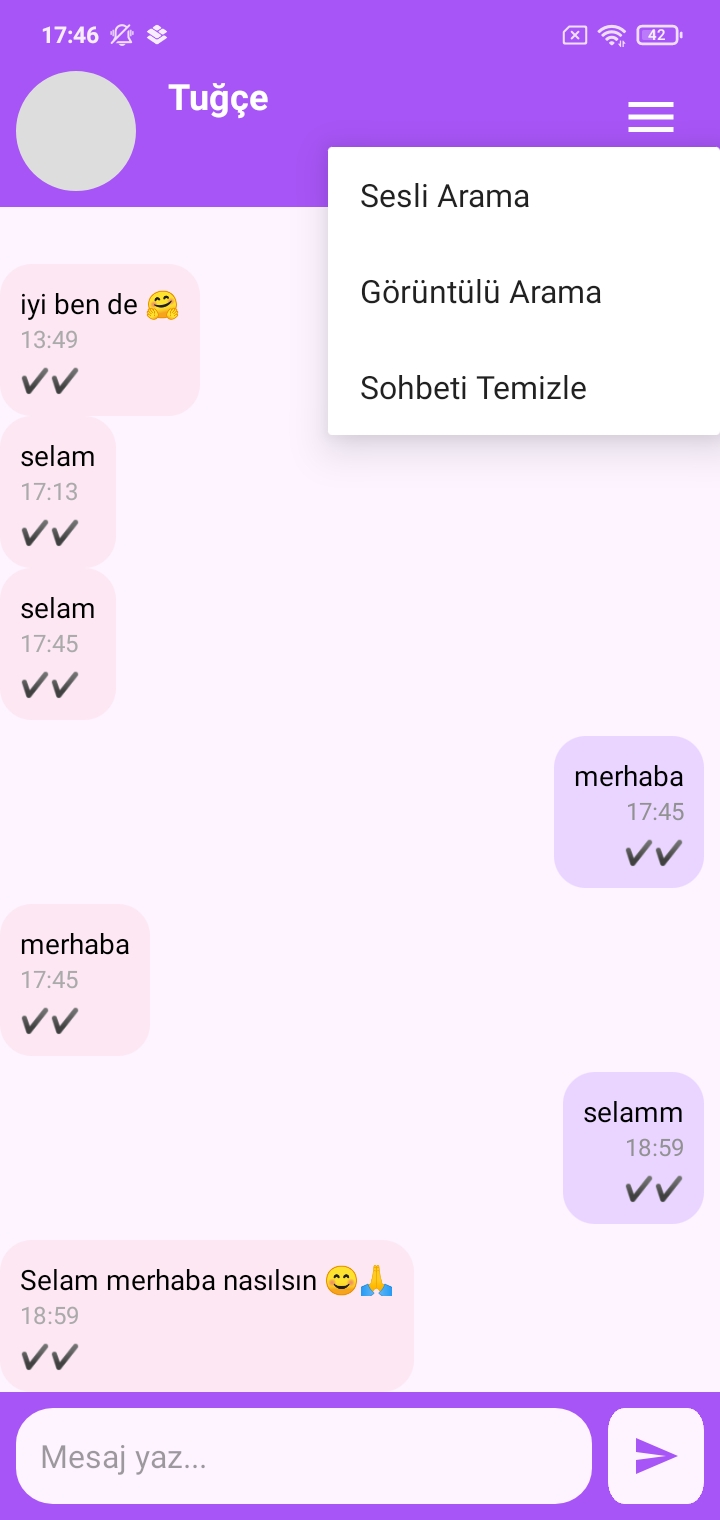 17:46
42
Tuğçe
Sesli Arama
Görüntülü Arama
Sohbeti Temizle
iyi ben de 🤗
13:49
✔✔
selam
17:13
✔✔
selam
17:45
✔✔
merhaba
17:45
✔✔
merhaba
17:45
✔✔
selamm
18:59
✔✔
Selam merhaba nasılsın 😊🙏
18:59
✔✔
Mesaj yaz...